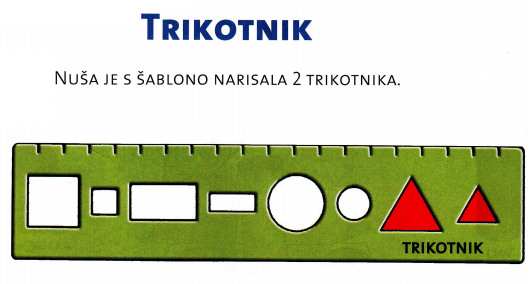 TRIKOTNIK
NUŠA JE S ŠABLONO NARISALA 2 TRIKOTNIKA.
TRIKOTNIK